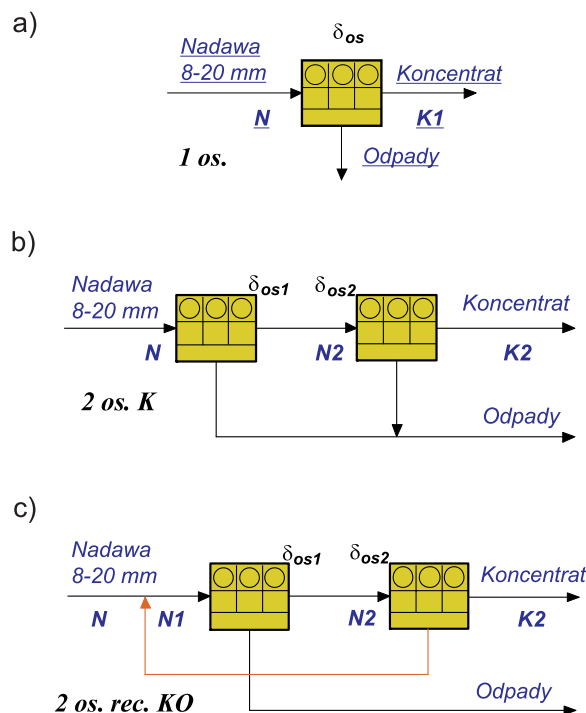 a)
δos
Nadawa
8-20 mm
Koncentrat
N
K1
Odpady
1 os.
b)
Nadawa
8-20 mm
δos1
δos2
Koncentrat
N
N2
K2
2 os. K
Odpady
c)
Nadawa
8-20 mm
δos1
δos2
Koncentrat
N
N1
N2
K2
Odpady
2 os. rec. KO